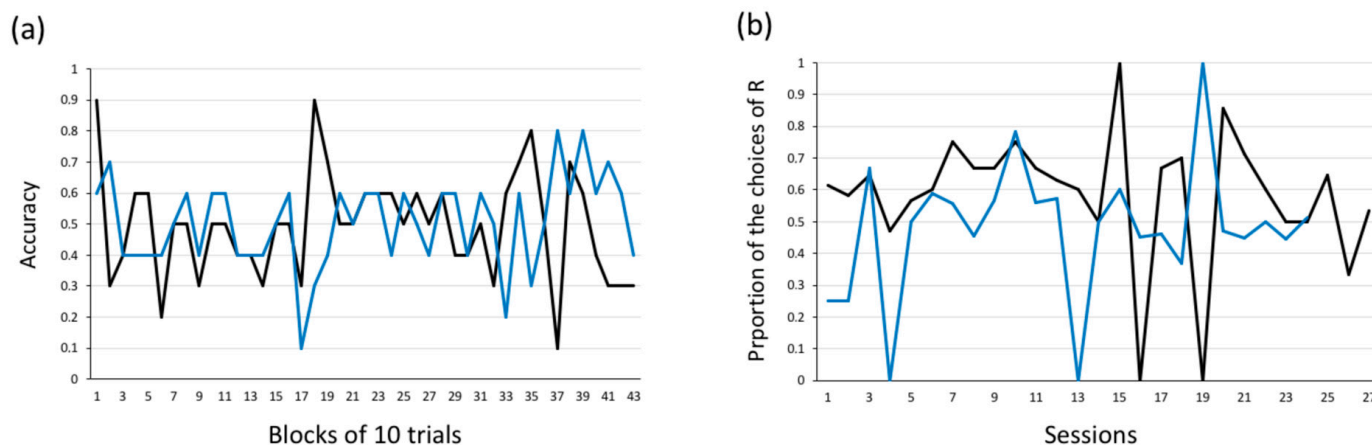 (a)
1
0.9
0.8
0.7
0.6
0.5
0.4
0.3
0.2
0.1
0
Accuracy
1 3 5 7 9 11 13 15 17 19 21 23 25 27 29 31 33 35 37 39 41 43
Blocks of 10 trials
(b)
1
0.9
0.8
0.7
0.6
0.5
0.4
0.3
0.2
0.1
0
Prportion of the choices of R
1 3 5 7 9 11 13 15 17 19 21 23 25 27
Sessions